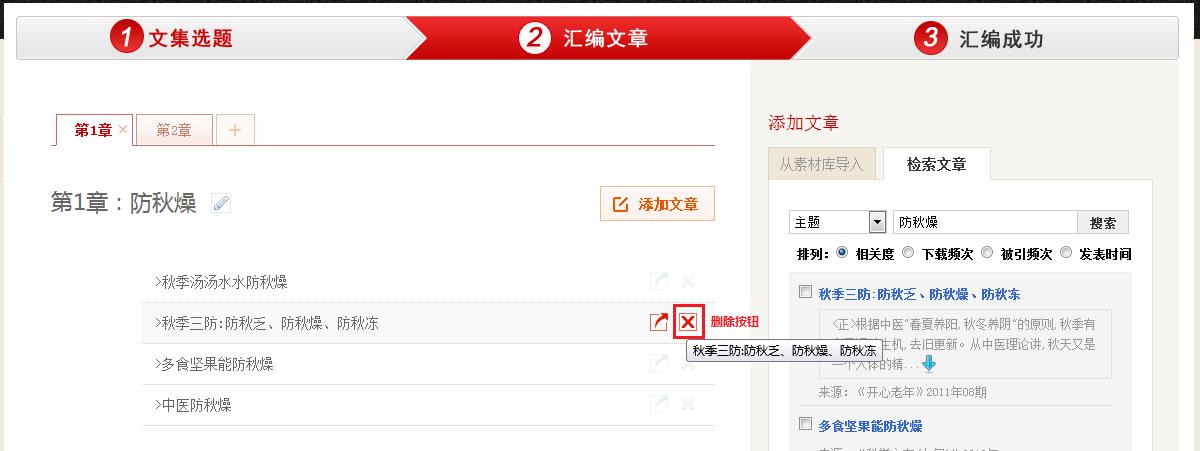 1 文集选题
2 汇编文章
3 汇编成功
第1章 ×
第2章
+
第1章：防秋燥
添加文章
>秋季汤汤水水防秋燥
>秋季三防:防秋乏、防秋燥、防秋冻
删除按钮
秋季三防:防秋乏、防秋燥、防秋冻
>多食坚果能防秋燥
>中医防秋燥
添加文章
从素材库导入
检索文章
主题
防秋燥
搜索
排列: 相关度 下载频次 被引频次 发表时间
秋季三防:防秋乏、防秋燥、防秋冻
<正>根据中医"春夏养阳,秋冬养阴"的原则,秋季有
生机,去旧更新。从中医理论讲,秋天又是
一个人体的精...
来源：《开心老年》2011年08期
多食坚果能防秋燥